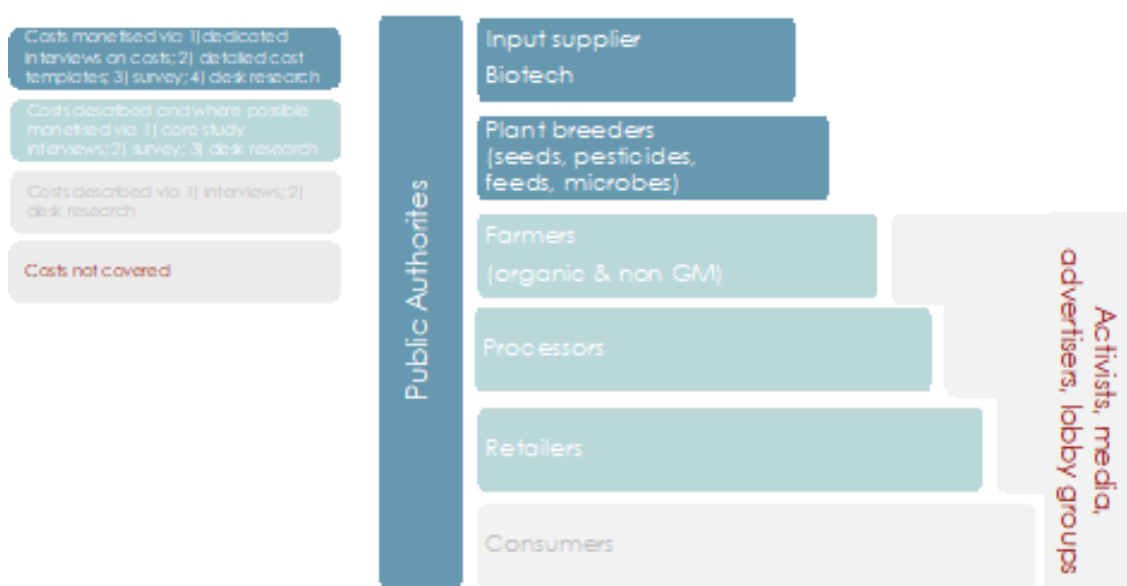 Costs monetised via 1) dedicated
interviews on costs; 2) detailed cost
templates; 3) survey; 4) desk research
Costs described and where possible
monetised via 1) core study
interviews; 2) survey; 3) desk research
Costs described via 1) interviews; 2)
desk research
Costs not covered
Public Authorites
Input supplier
Biotech
Plant breeders
(seeds, pesticides,
feeds, microbes)
Farmers
(organic & non GM)
Processors
Retailers
Consumers
Activists, media,
advertisers, lobby groups